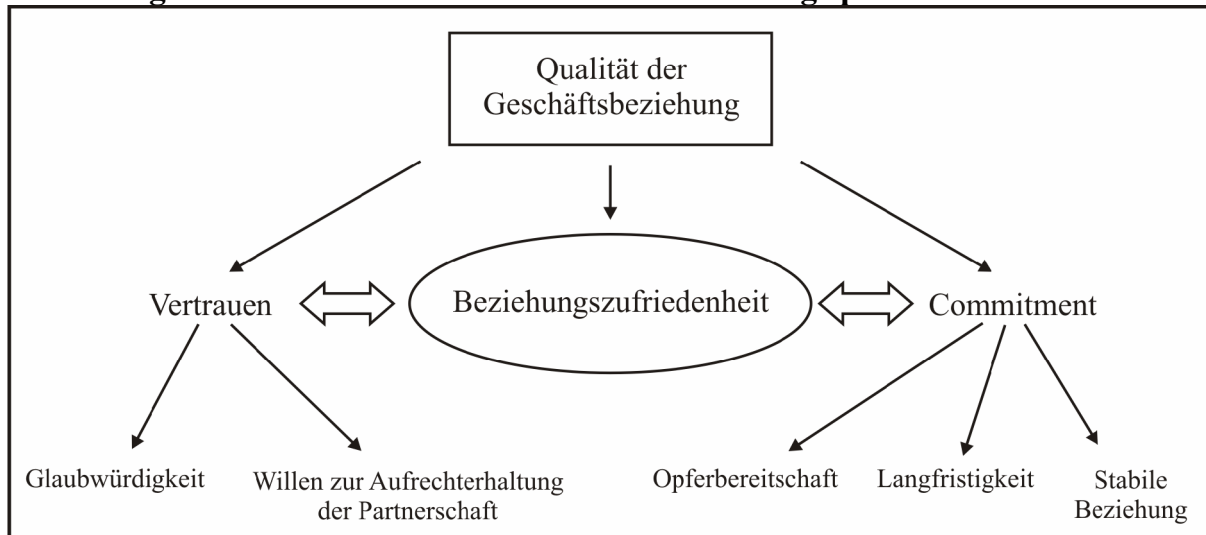 Qualität der
Geschäftsbeziehung
Vertrauen
Beziehungszufriedenheit
Commitment
Glaubwürdigkeit
Willen zur Aufrechterhaltung
der Partnerschaft
Opferbereitschaft
Langfristigkeit
Stabile
Beziehung